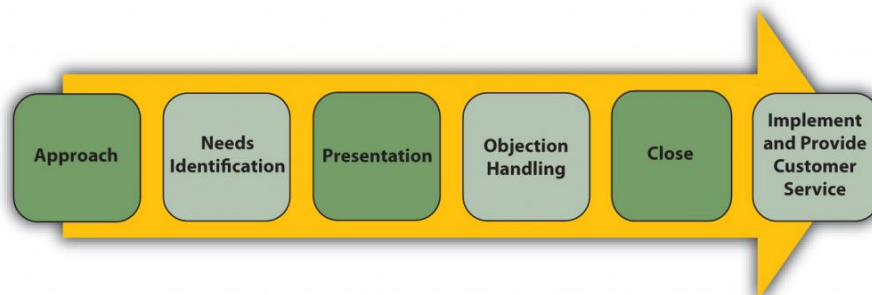 Approach
Needs
Identification
Presentation
Objection
Handling
Close
Implement
and Provide
Customer
Service